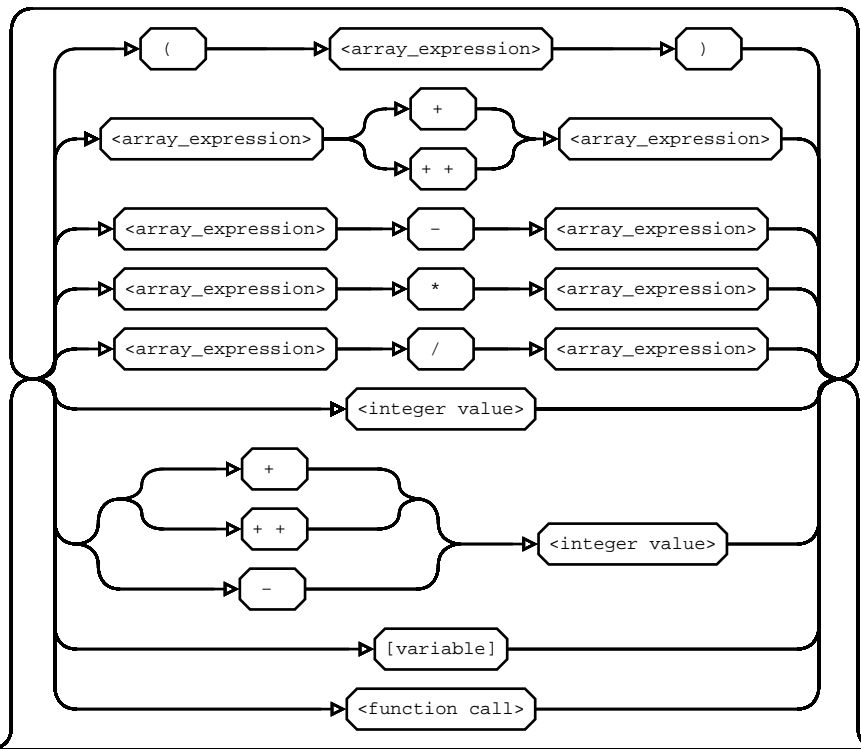 ( <array_expression> )
+
<array_expression> <array_expression>
+ +
<array_expression> - <array_expression>
<array_expression> * <array_expression>
<array_expression> / <array_expression>
<integer value>
+
+ +
<integer value>
-
[variable]
<function call>